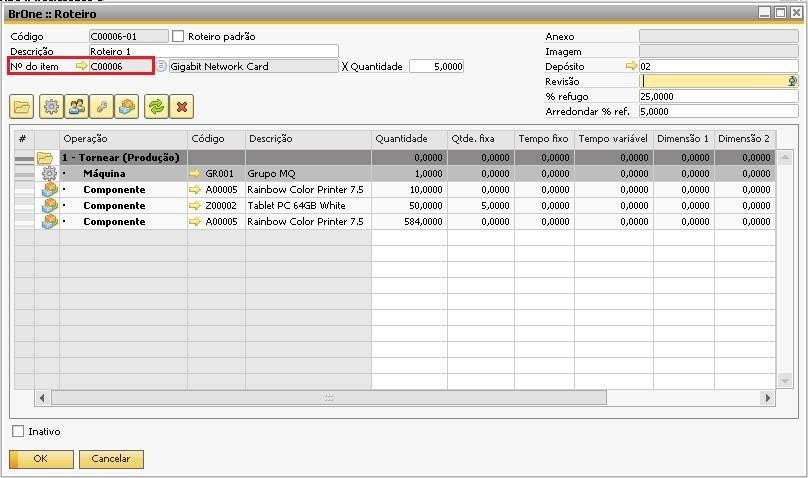 BrOne :: Roteiro
Código C00006-01 Roteiro padrão Anexo
Descrição Roteiro 1 Imagem
Nº do item C00006 Gigabit Network Card X Quantidade 5,0000 Depósito 02
Revisão
% refugo 25,0000
Arredondar % ref. 5,0000
# Operação Código Descrição Quantidade Qtde. fixa Tempo fixo Tempo variável Dimensão 1 Dimensão 2
1 - Tornear (Produção) 0,0000 0,0000 0,0000 0,0000 0,0000 0,0000
Máquina GR001 Grupo MQ 1,0000 0,0000 0,0000 0,0000 0,0000 0,0000
Componente A00005 Rainbow Color Printer 7.5 10,0000 0,0000 0,0000 0,0000 0,0000 0,0000
Componente Z00002 Tablet PC 64GB White 50,0000 5,0000 0,0000 0,0000 0,0000 0,0000
Componente A00005 Rainbow Color Printer 7.5 584,0000 0,0000 0,0000 0,0000 0,0000 0,0000
Inativo
OK Cancelar